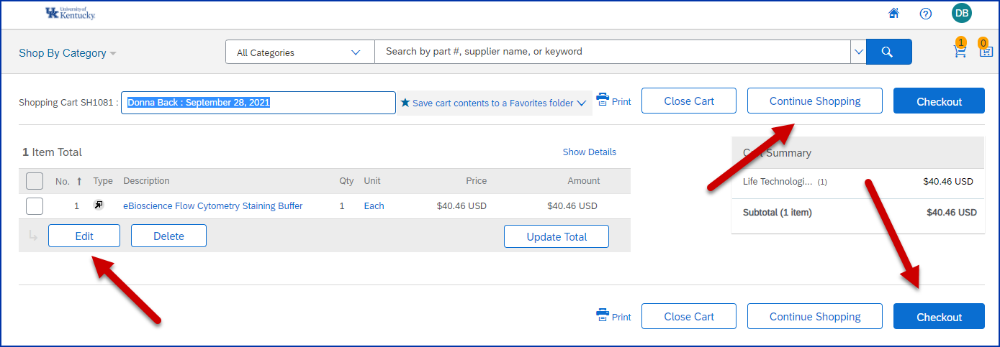 University of
UK Kentucky.
? DB
Shop By Category All Categories Search by part #, supplier name, or keyword 1 0
Shopping Cart SH1081 : Donna Back : September 28, 2021 ★ Save cart contents to a Favorites folder Print Close Cart Continue Shopping Checkout
1 Item Total Show Details
No. ↑ Type Description Qty Unit Price Amount
1 eBioscience Flow Cytometry Staining Buffer 1 Each $40.46 USD $40.46 USD
Edit Delete Update Total
Summary
Life Technologi... (1) $40.46 USD
Subtotal (1 item) $40.46 USD
Print Close Cart Continue Shopping Checkout